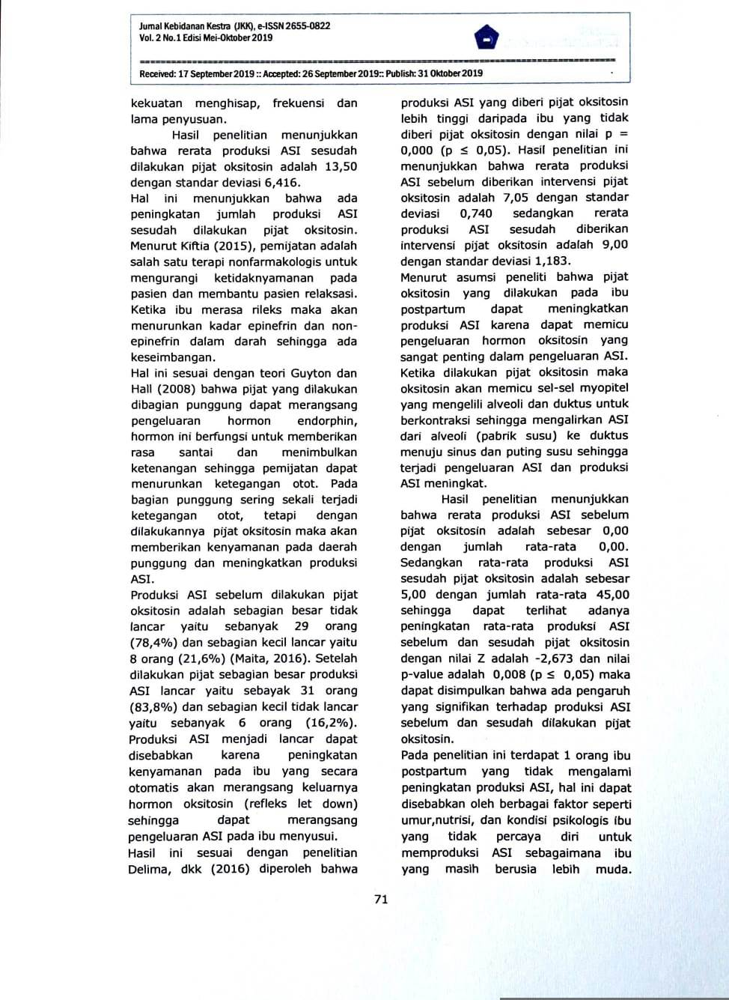 Jurnal Kebidanan Kestra (JKK), e-ISSN 2655-0822
Vol. 2 No.1 Edisi Mei-Oktober 2019
Received: 17 September 2019 :: Accepted: 26 September 2019:: Publish: 31 Oktober 2019
kekuatan menghisap, frekuensi dan
lama penyusuan.
Hasil penelitian menunjukkan
bahwa rerata produksi ASI sesudah
dilakukan pijat oksitosin adalah 13,50
dengan standar deviasi 6,416.
Hal ini menunjukkan bahwa ada
peningkatan jumlah produksi ASI
sesudah dilakukan pijat oksitosin.
Menurut Kiftia (2015), pemijatan adalah
salah satu terapi nonfarmakologis untuk
mengurangi ketidaknyamanan pada
pasien dan membantu pasien relaksasi.
Ketika ibu merasa rileks maka akan
menurunkan kadar epinefrin dan non-
epinefrin dalam darah sehingga ada
keseimbangan.
Hal ini sesuai dengan teori Guyton dan
Hall (2008) bahwa pijat yang dilakukan
dibagian punggung dapat merangsang
pengeluaran hormon endorphin,
hormon ini berfungsi untuk memberikan
rasa santai dan menimbulkan
ketenangan sehingga pemijatan dapat
menurunkan ketegangan otot. Pada
bagian punggung sering sekali terjadi
ketegangan otot, tetapi dengan
dilakukannya pijat oksitosin maka akan
memberikan kenyamanan pada daerah
punggung dan meningkatkan produksi
ASI.
Produksi ASI sebelum dilakukan pijat
oksitosin adalah sebagian besar tidak
lancar yaitu sebanyak 29 orang
(78,4%) dan sebagian kecil lancar yaitu
8 orang (21,6%) (Maita, 2016). Setelah
dilakukan pijat sebagian besar produksi
ASI lancar yaitu sebayak 31 orang
(83,8%) dan sebagian kecil tidak lancar
yaitu sebanyak 6 orang (16,2%).
Produksi ASI menjadi lancar dapat
disebabkan karena peningkatan
kenyamanan pada ibu yang secara
otomatis akan merangsang keluarnya
hormon oksitosin (refleks let down)
sehingga dapat merangsang
pengeluaran ASI pada ibu menyusui.
Hasil ini sesuai dengan penelitian
Delima, dkk (2016) diperoleh bahwa
produksi ASI yang diberi pijat oksitosin
lebih tinggi daripada ibu yang tidak
diberi pijat oksitosin dengan nilai p =
0,000 (p ≤ 0,05). Hasil penelitian ini
menunjukkan bahwa rerata produksi
ASI sebelum diberikan intervensi pijat
oksitosin adalah 7,05 dengan standar
deviasi 0,740 sedangkan rerata
produksi ASI sesudah diberikan
intervensi pijat oksitosin adalah 9,00
dengan standar deviasi 1,183.
Menurut asumsi peneliti bahwa pijat
oksitosin yang dilakukan pada ibu
postpartum dapat meningkatkan
produksi ASI karena dapat memicu
pengeluaran hormon oksitosin yang
sangat penting dalam pengeluaran ASI.
Ketika dilakukan pijat oksitosin maka
oksitosin akan memicu sel-sel myopitel
yang mengelili alveoli dan duktus untuk
berkontraksi sehingga mengalirkan ASI
dari alveoli (pabrik susu) ke duktus
menuju sinus dan puting susu sehingga
terjadi pengeluaran ASI dan produksi
ASI meningkat.
Hasil penelitian menunjukkan
bahwa rerata produksi ASI sebelum
pijat oksitosin adalah sebesar 0,00
dengan jumlah rata-rata 0,00.
Sedangkan rata-rata produksi ASI
sesudah pijat oksitosin adalah sebesar
5,00 dengan jumlah rata-rata 45,00
sehingga dapat terlihat adanya
peningkatan rata-rata produksi ASI
sebelum dan sesudah pijat oksitosin
dengan nilai Z adalah -2,673 dan nilai
p-value adalah 0,008 (p ≤ 0,05) maka
dapat disimpulkan bahwa ada pengaruh
yang signifikan terhadap produksi ASI
sebelum dan sesudah dilakukan pijat
oksitosin.
Pada penelitian ini terdapat 1 orang ibu
postpartum yang tidak mengalami
peningkatan produksi ASI, hal ini dapat
disebabkan oleh berbagai faktor seperti
umur,nutrisi, dan kondisi psikologis ibu
yang tidak percaya diri untuk
memproduksi ASI sebagaimana ibu
yang masih berusia lebih muda.
71